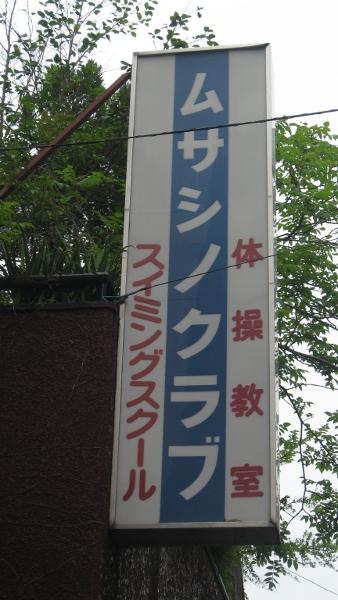 体操教室
ムサシノクラブ
スイミングスクール